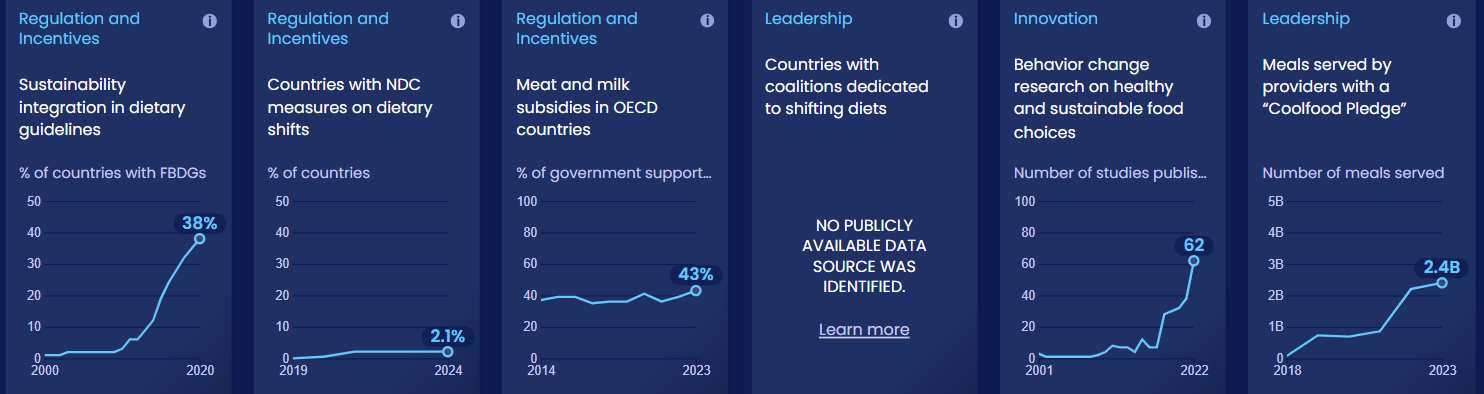 Regulation and
Incentives
Sustainability
integration in dietary
guidelines
% of countries with FBDGs
50
40
30
20
10
0
38%
2000
2020
Regulation and
Incentives
Countries with NDC
measures on dietary
shifts
% of countries
50
40
30
20
10
0
2.1%
2019
2024
Regulation and
Incentives
Meat and milk
subsidies in OECD
countries
% of government support...
100
80
60
40
20
0
43%
2014
2023
Leadership
Countries with
coalitions dedicated
to shifting diets
NO PUBLICLY
AVAILABLE DATA
SOURCE WAS
IDENTIFIED.
Learn more
Innovation
Behavior change
research on healthy
and sustainable food
choices
Number of studies publis...
100
80
60
40
20
0
62
2001
2022
Leadership
Meals served by
providers with a
“Coolfood Pledge”
Number of meals served
5B
4B
3B
2B
1B
0
2.4B
2018
2023